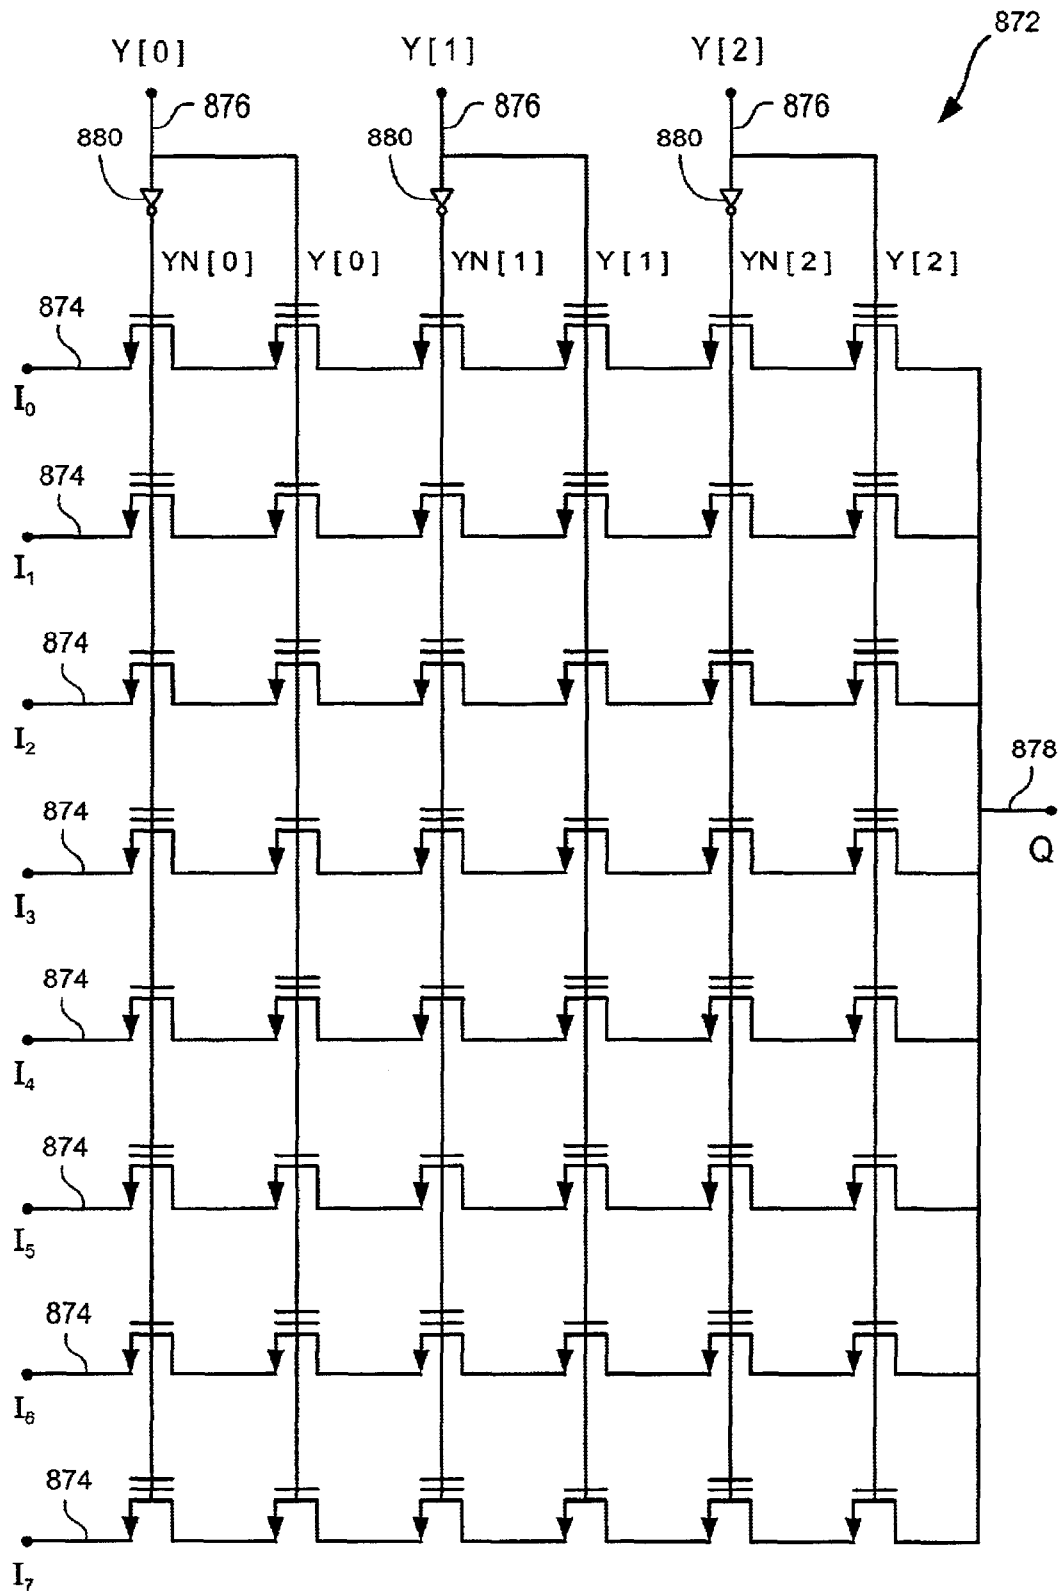 872
Y[0] Y[1] Y[2]
876 876 876
880 880 880
YN[0] Y[0] YN[1] Y[1] YN[2] Y[2]
874
I₀
874
I₁
874
I₂
878
874
Q
I₃
874
I₄
874
I₅
874
I₆
874
I₇